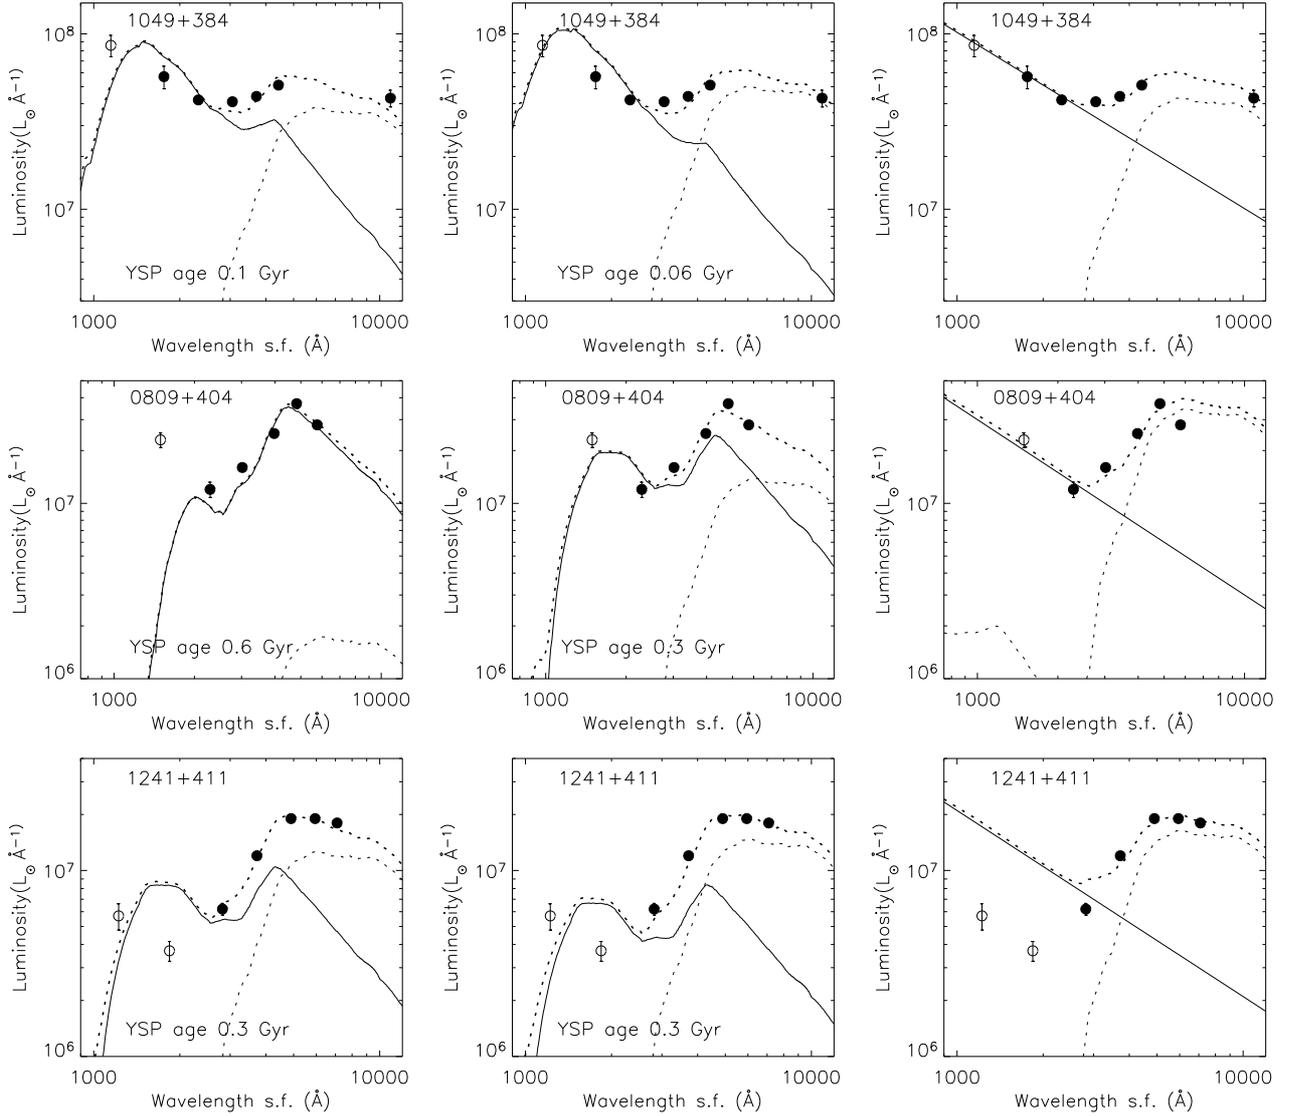 1049+384
1049+384
1049+384
10⁸
10⁸
10⁸
10⁷
10⁷
10⁷
Luminosity(L⊙ Å⁻¹)
Luminosity(L⊙ Å⁻¹)
Luminosity(L⊙ Å⁻¹)
YSP age 0.1 Gyr
YSP age 0.06 Gyr
1000 10000
1000 10000
1000 10000
Wavelength s.f. (Å)
Wavelength s.f. (Å)
Wavelength s.f. (Å)
0809+404
0809+404
0809+404
10⁷
10⁷
10⁷
10⁶
10⁶
10⁶
Luminosity(L⊙ Å⁻¹)
Luminosity(L⊙ Å⁻¹)
Luminosity(L⊙ Å⁻¹)
YSP age 0.6 Gyr
YSP age 0.3 Gyr
1000 10000
1000 10000
1000 10000
Wavelength s.f. (Å)
Wavelength s.f. (Å)
Wavelength s.f. (Å)
1241+411
1241+411
1241+411
10⁷
10⁷
10⁷
10⁶
10⁶
10⁶
Luminosity(L⊙ Å⁻¹)
Luminosity(L⊙ Å⁻¹)
Luminosity(L⊙ Å⁻¹)
YSP age 0.3 Gyr
YSP age 0.3 Gyr
1000 10000
1000 10000
1000 10000
Wavelength s.f. (Å)
Wavelength s.f. (Å)
Wavelength s.f. (Å)